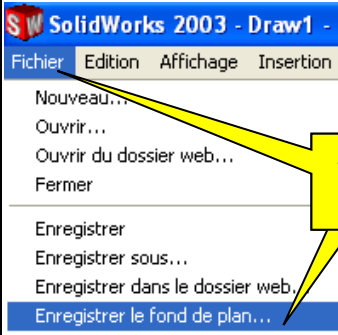 SW SolidWorks 2003 - Draw1 -
Fichier Edition Affichage Insertion
Nouveau...
Ouvrir...
Ouvrir du dossier web...
Fermer
Enregistrer
Enregistrer sous...
Enregistrer dans le dossier web..
Enregistrer le fond de plan...